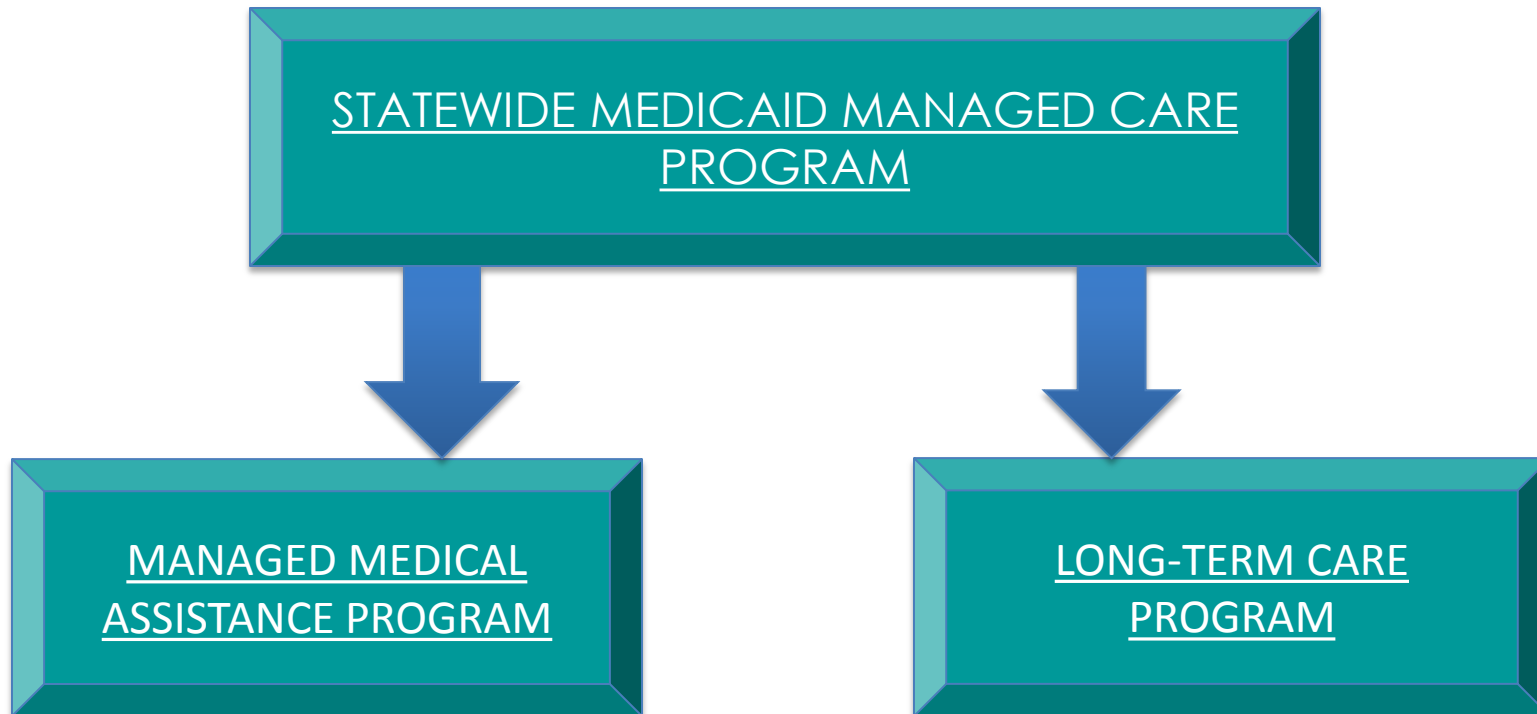 STATEWIDE MEDICAID MANAGED CARE
PROGRAM
MANAGED MEDICAL
ASSISTANCE PROGRAM
LONG-TERM CARE
PROGRAM